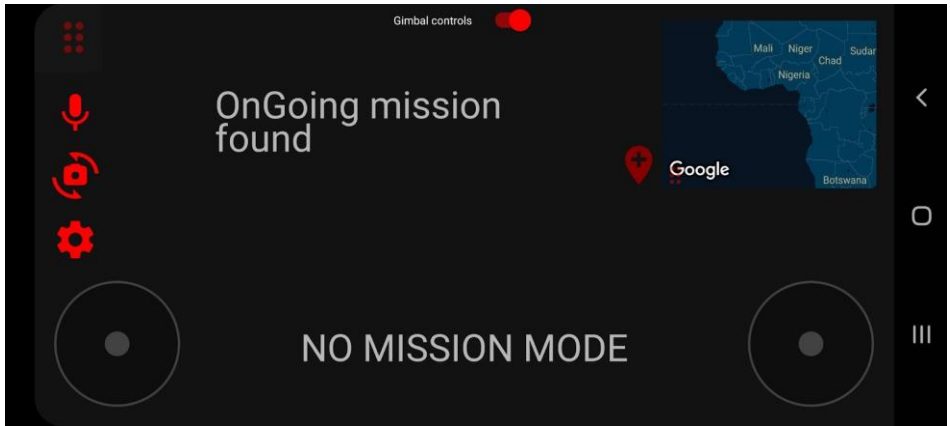 Gimbal controls
OnGoing mission
found
Mali Niger Sudan
Chad
Nigeria
Google
Botswana
NO MISSION MODE